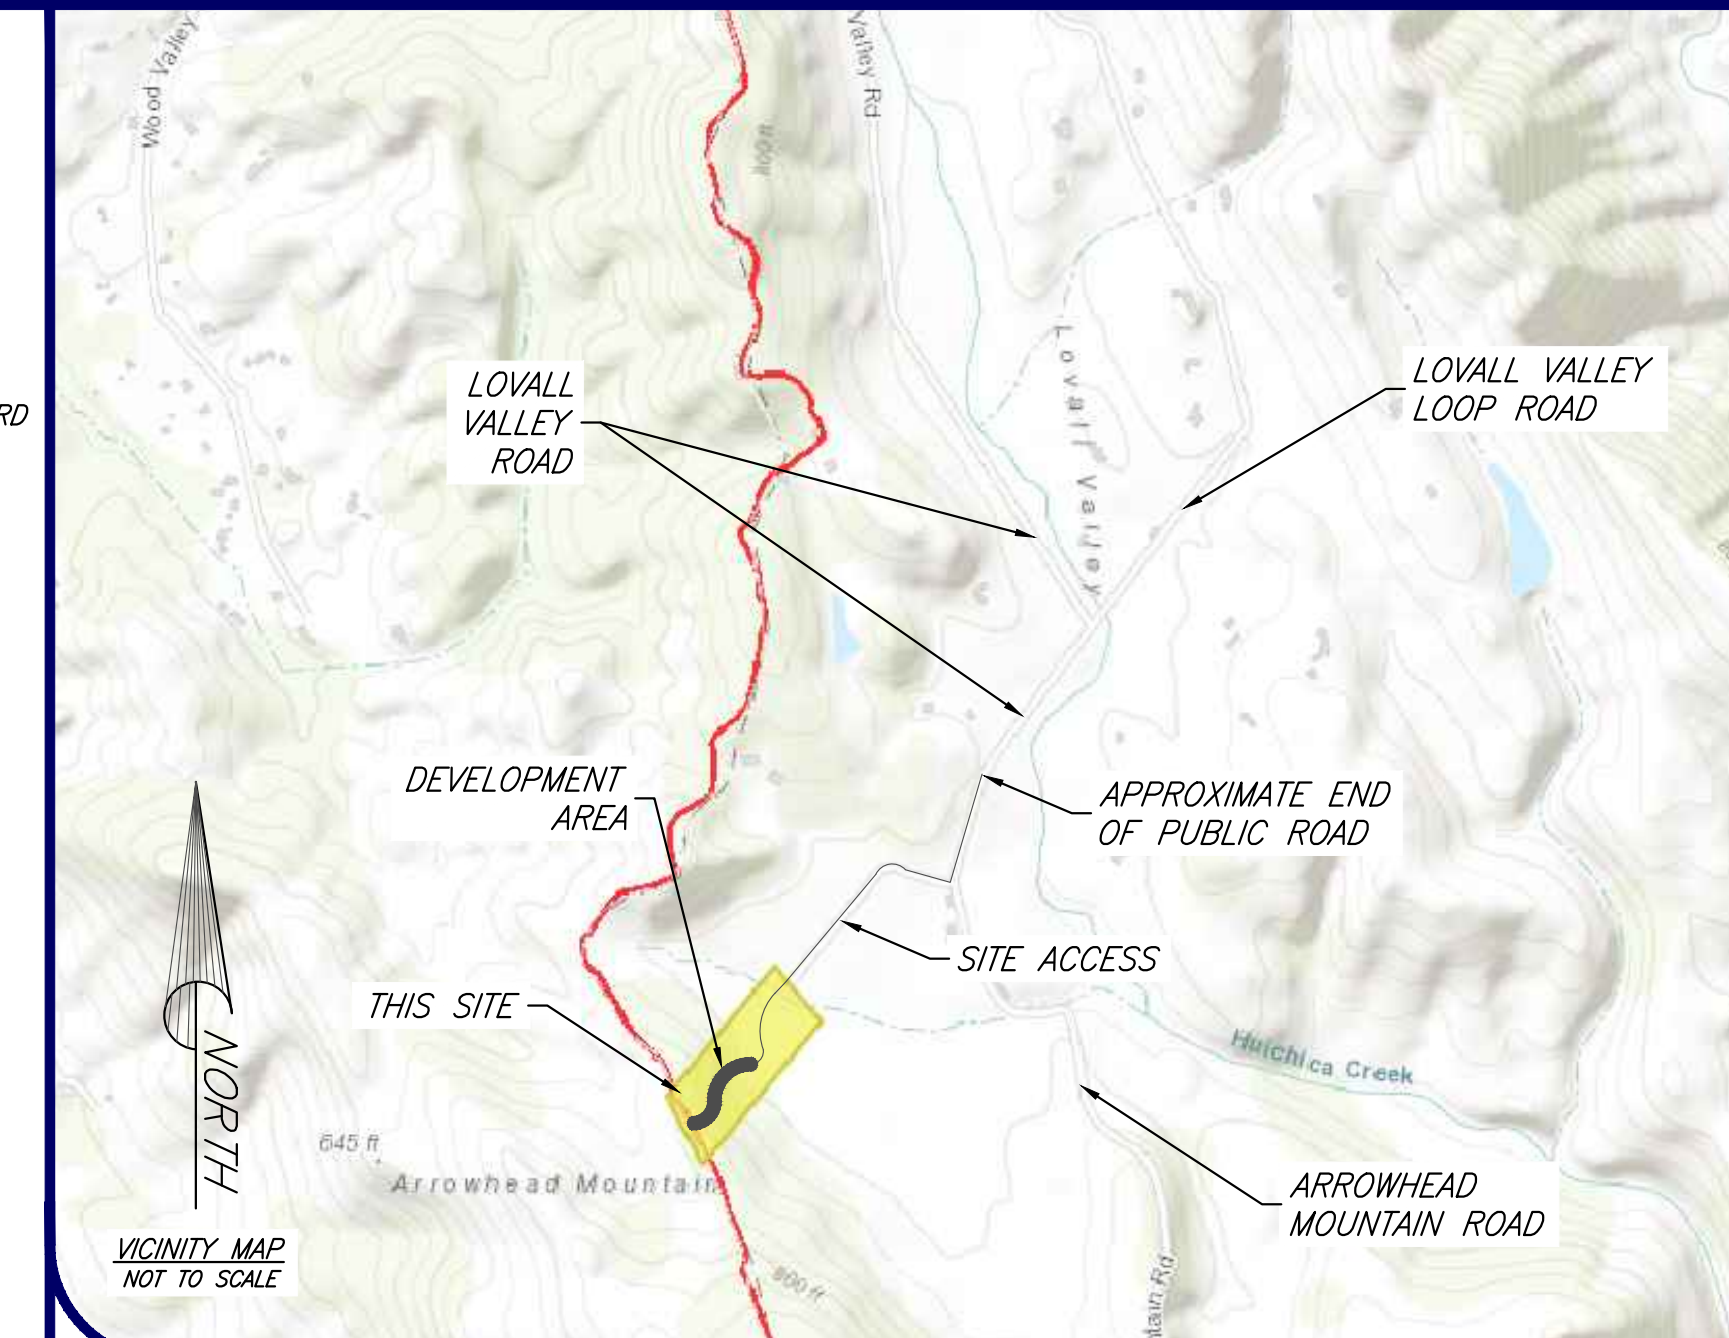 Wood Valley
Valley Rd
RD
LOVALL
VALLEY
ROAD
Lovall Valley
LOVALL VALLEY
LOOP ROAD
DEVELOPMENT
AREA
APPROXIMATE END
OF PUBLIC ROAD
SITE ACCESS
THIS SITE
Huichica Creek
NORTH
645 ft
Arrowhead Mountain
ARROWHEAD
MOUNTAIN ROAD
VICINITY MAP
NOT TO SCALE
800 ft
ntain Rd